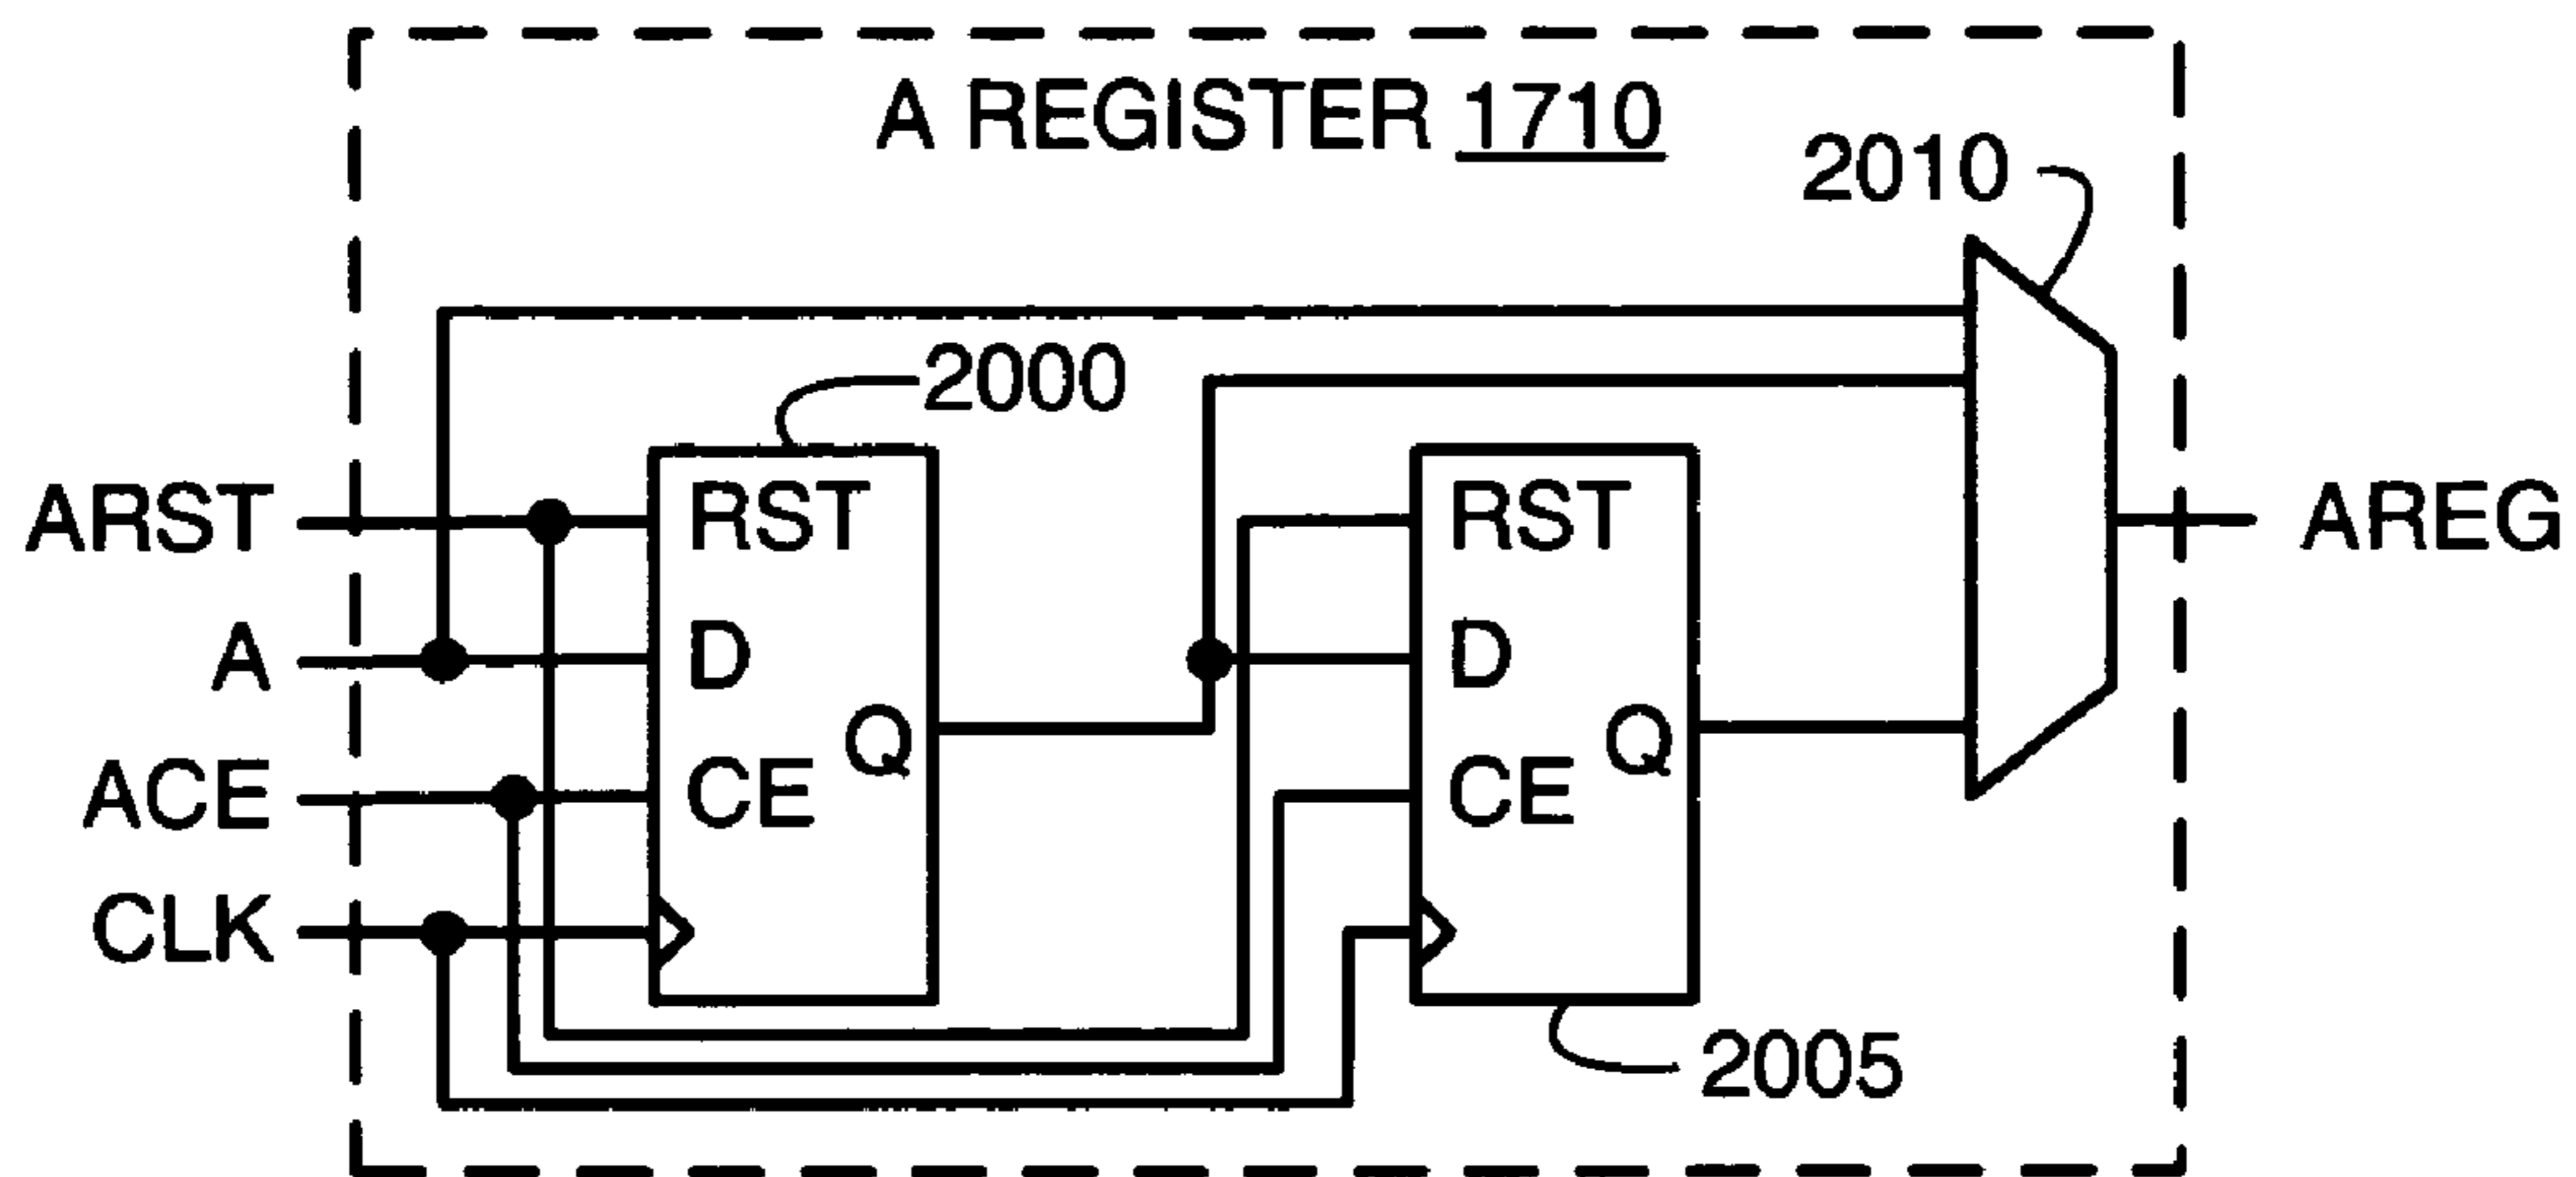 A REGISTER 1710
2010
2000
ARST
RST
RST
AREG
A
D
D
Q
Q
ACE
CE
CE
CLK
2005